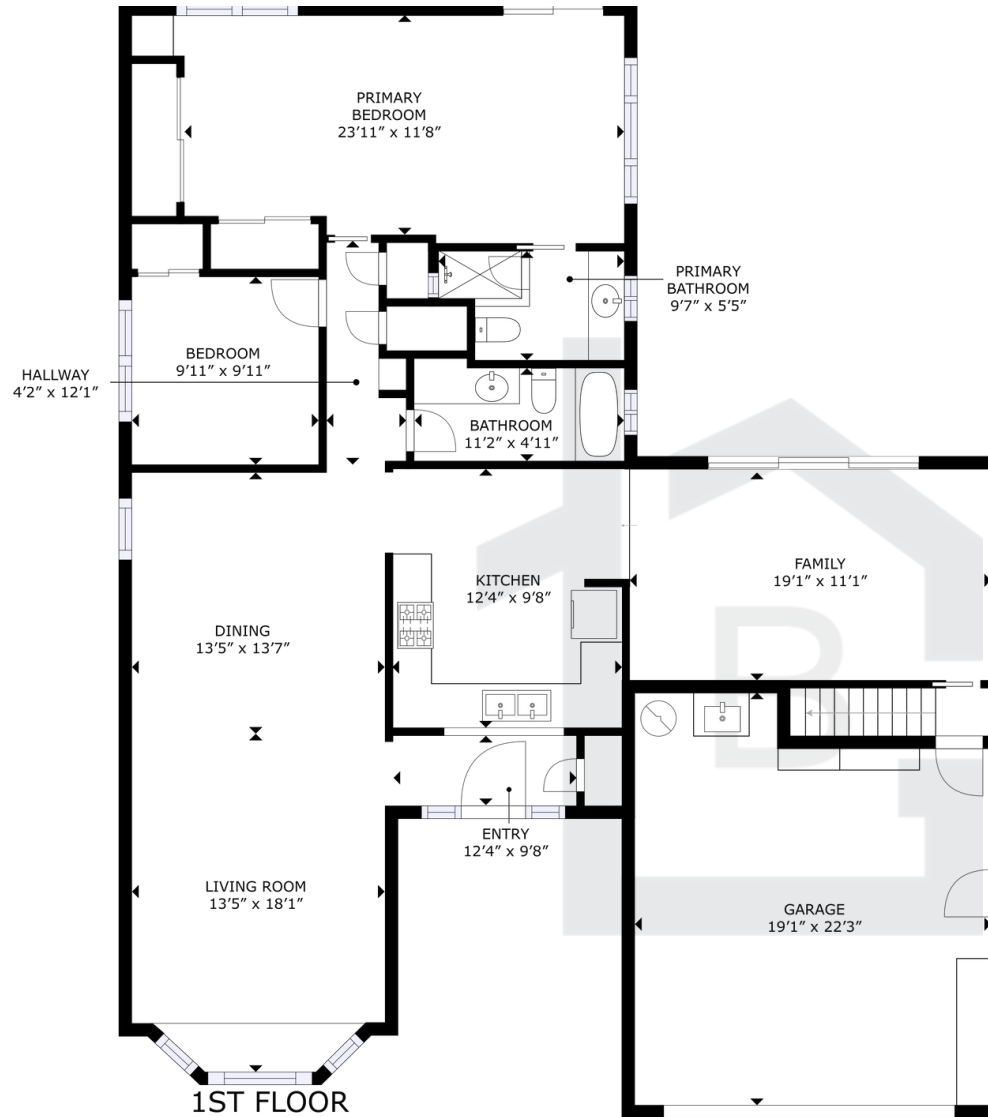 PRIMARY
BEDROOM
23'11" x 11'8"
PRIMARY
BATHROOM
9'7" x 5'5"
BEDROOM
9'11" x 9'11"
HALLWAY
4'2" x 12'1"
BATHROOM
11'2" x 4'11"
KITCHEN
12'4" x 9'8"
FAMILY
19'1" x 11'1"
DINING
13'5" x 13'7"
B
ENTRY
12'4" x 9'8"
LIVING ROOM
13'5" x 18'1"
GARAGE
19'1" x 22'3"
1ST FLOOR